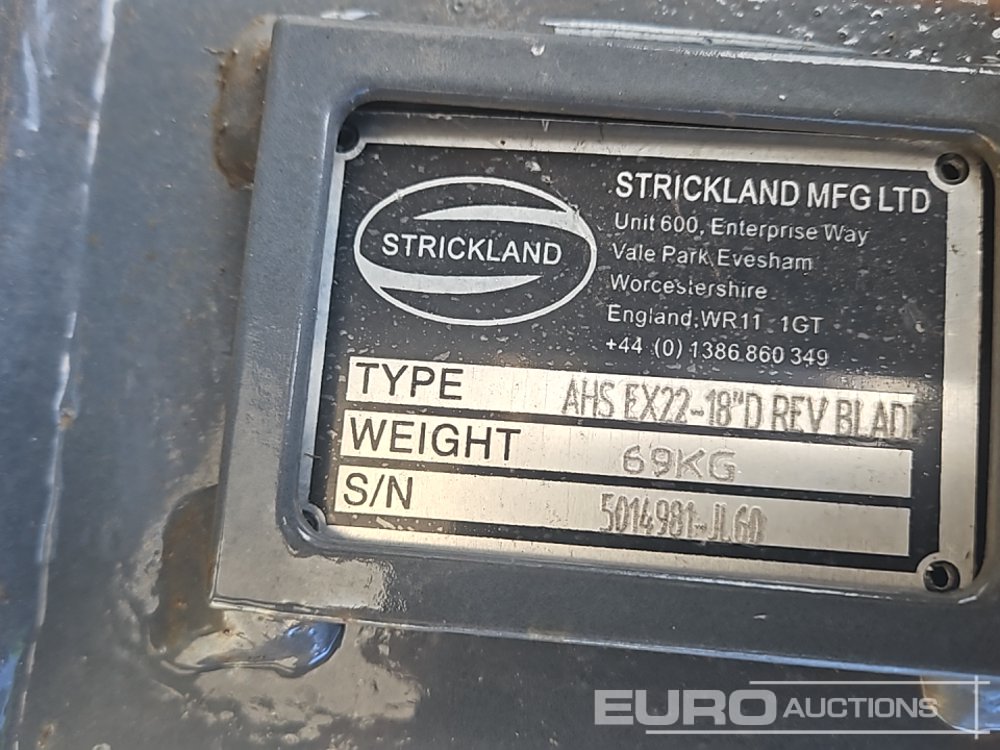 STRICKLAND
STRICKLAND MFG LTD
Unit 600, Enterprise Way
Vale Park, Evesham
Worcestershire
England, WR11 1GT
+44 (0) 1386 860 349
TYPE AHS EX22-18"D REV BLADE
WEIGHT 69KG
S/N 5014981-JL60
EURO AUCTIONS